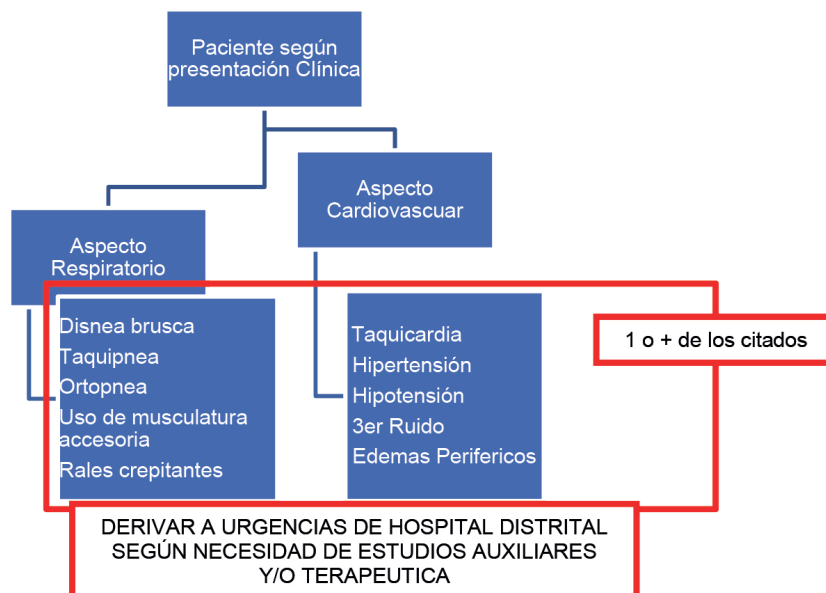 Paciente según
presentación Clínica
Aspecto
Cardiovascuar
Aspecto
Respiratorio
Disnea brusca
Taquipnea
Ortopnea
Uso de musculatura
accesoria
Rales crepitantes
Taquicardia
Hipertensión
Hipotensión
3er Ruido
Edemas Perifericos
1 o + de los citados
DERIVAR A URGENCIAS DE HOSPITAL DISTRITAL
SEGÚN NECESIDAD DE ESTUDIOS AUXILIARES
Y/O TERAPEUTICA